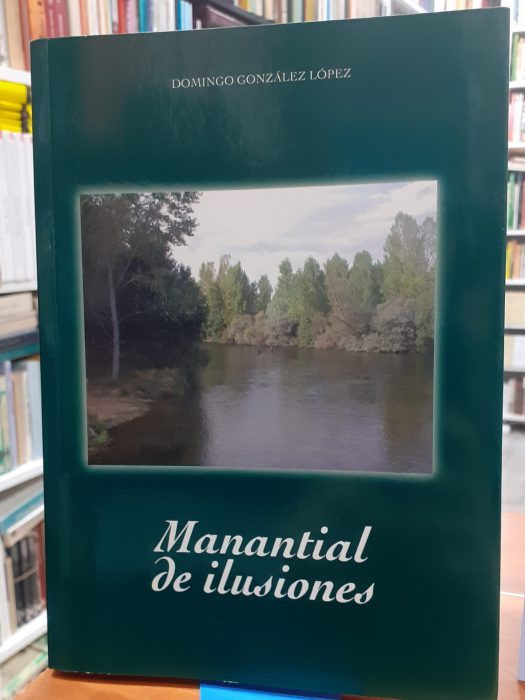 DOMINGO GONZÁLEZ LÓPEZ
Manantial
de ilusiones